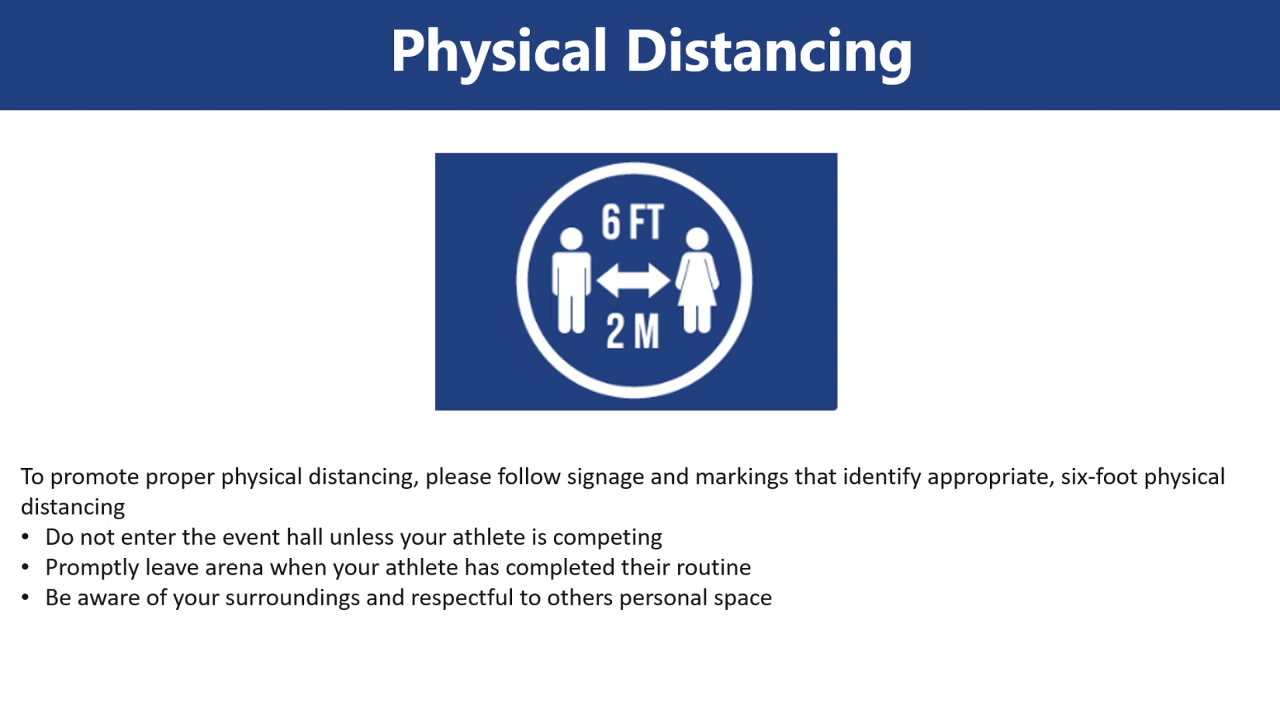 Physical Distancing
6 FT
2 M
To promote proper physical distancing, please follow signage and markings that identify appropriate, six-foot physical
distancing
• Do not enter the event hall unless your athlete is competing
• Promptly leave arena when your athlete has completed their routine
• Be aware of your surroundings and respectful to others personal space